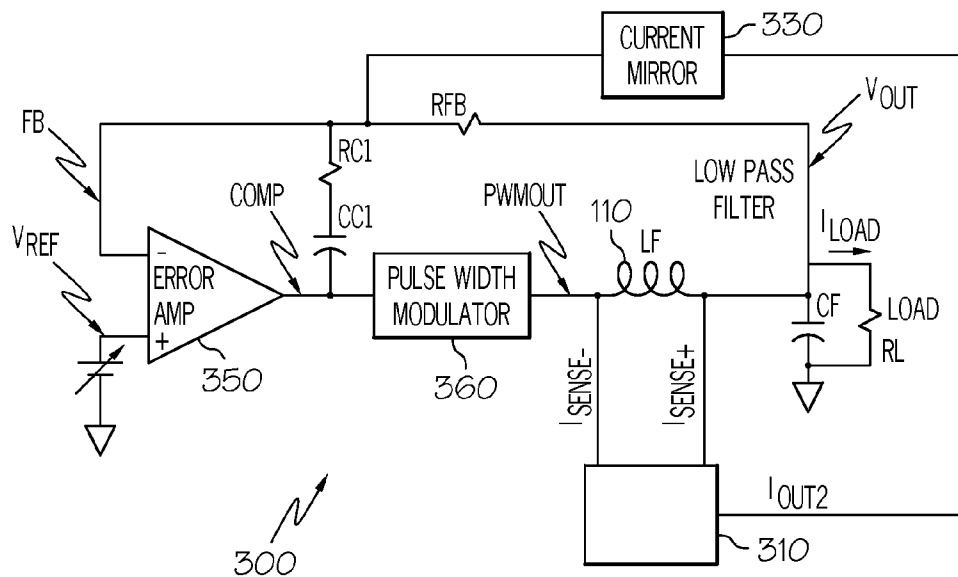 CURRENT
MIRROR
330
FB
RFB
VOUT
RC1
CC1
COMP
PWMOUT
110
LF
LOW PASS
FILTER
ILOAD
VREF
-
ERROR
AMP
+
350
PULSE WIDTH
MODULATOR
360
CF
LOAD
RL
ISENSE-
ISENSE+
IOUT2
300
310